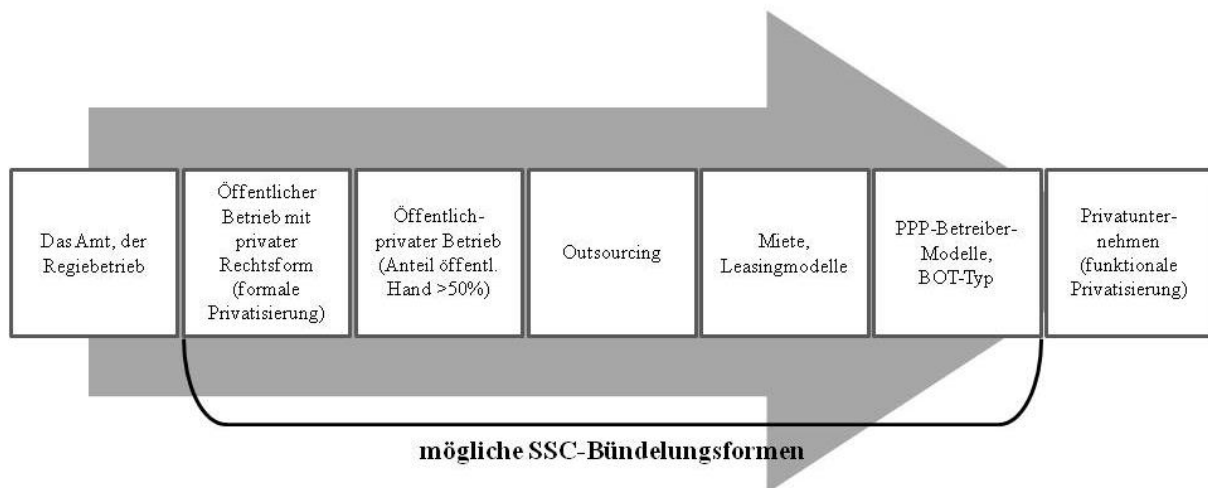 Das Amt, der
Regiebetrieb
Öffentlicher
Betrieb mit
privater
Rechtsform
(formale
Privatisierung)
Öffentlich-
privater Betrieb
(Anteil öffentl.
Hand >50%)
Outsourcing
Miete,
Leasingmodelle
PPP-Betreiber-
Modelle,
BOT-Typ
Privatunter-
nehmen
(funktionale
Privatisierung)
mögliche SSC-Bündelungsformen